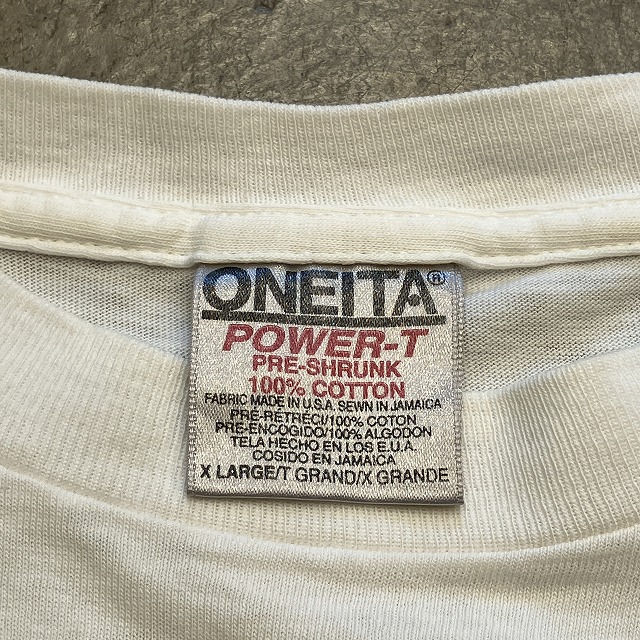 ONEITA®
POWER-T
PRE-SHRUNK
100% COTTON
FABRIC MADE IN U.S.A. SEWN IN JAMAICA
PRE-RETRECI/100% COTON
PRE-ENCOGIDO/100% ALGODON
TELA HECHO EN LOS E.U.A.
COSIDO EN JAMAICA
X LARGE/T GRAND/X GRANDE